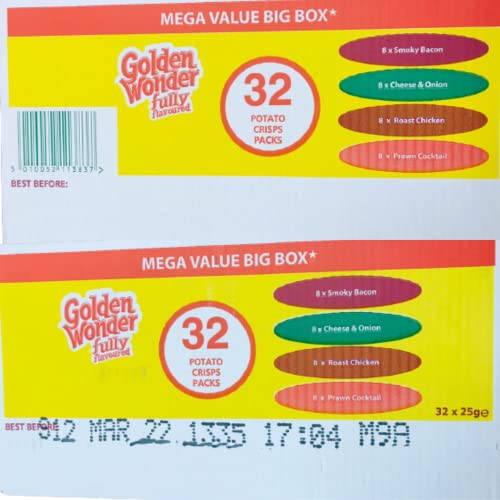 MEGA VALUE BIG BOX*
Golden
Wonder
fully
flavoured
32
POTATO
CRISPS
PACKS
8 x Smoky Bacon
8 x Cheese & Onion
8 x Roast Chicken
8 x Prawn Cocktail
5 010052 113837 >
BEST BEFORE:
MEGA VALUE BIG BOX*
Golden
Wonder
fully
flavoured
32
POTATO
CRISPS
PACKS
8 x Smoky Bacon
8 x Cheese & Onion
8 x Roast Chicken
8 x Prawn Cocktail
32 x 25g e
BEST BEFORE
S12 MAR 22 1335 17:04 M9A